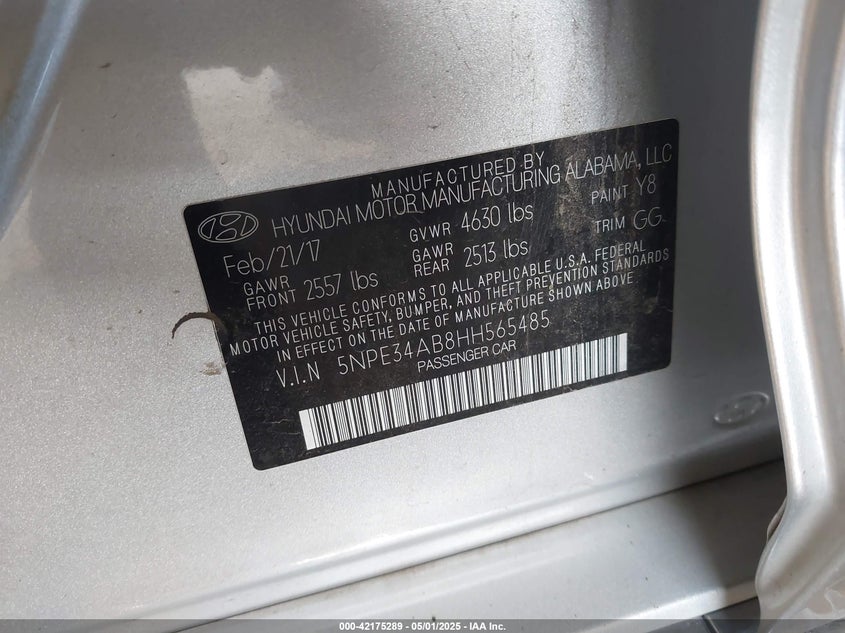 MANUFACTURED BY
HYUNDAI MOTOR MANUFACTURING ALABAMA, LLC
Feb/21/17 GVWR 4630 lbs PAINT Y8
GAWR FRONT 2557 lbs GAWR REAR 2513 lbs TRIM GG
THIS VEHICLE CONFORMS TO ALL APPLICABLE U.S.A. FEDERAL
MOTOR VEHICLE SAFETY, BUMPER, AND THEFT PREVENTION STANDARDS
IN EFFECT ON THE DATE OF MANUFACTURE SHOWN ABOVE
V.I.N 5NPE34AB8HH565485
PASSENGER CAR
000-42175289 - 05/01/2025 - IAA Inc.